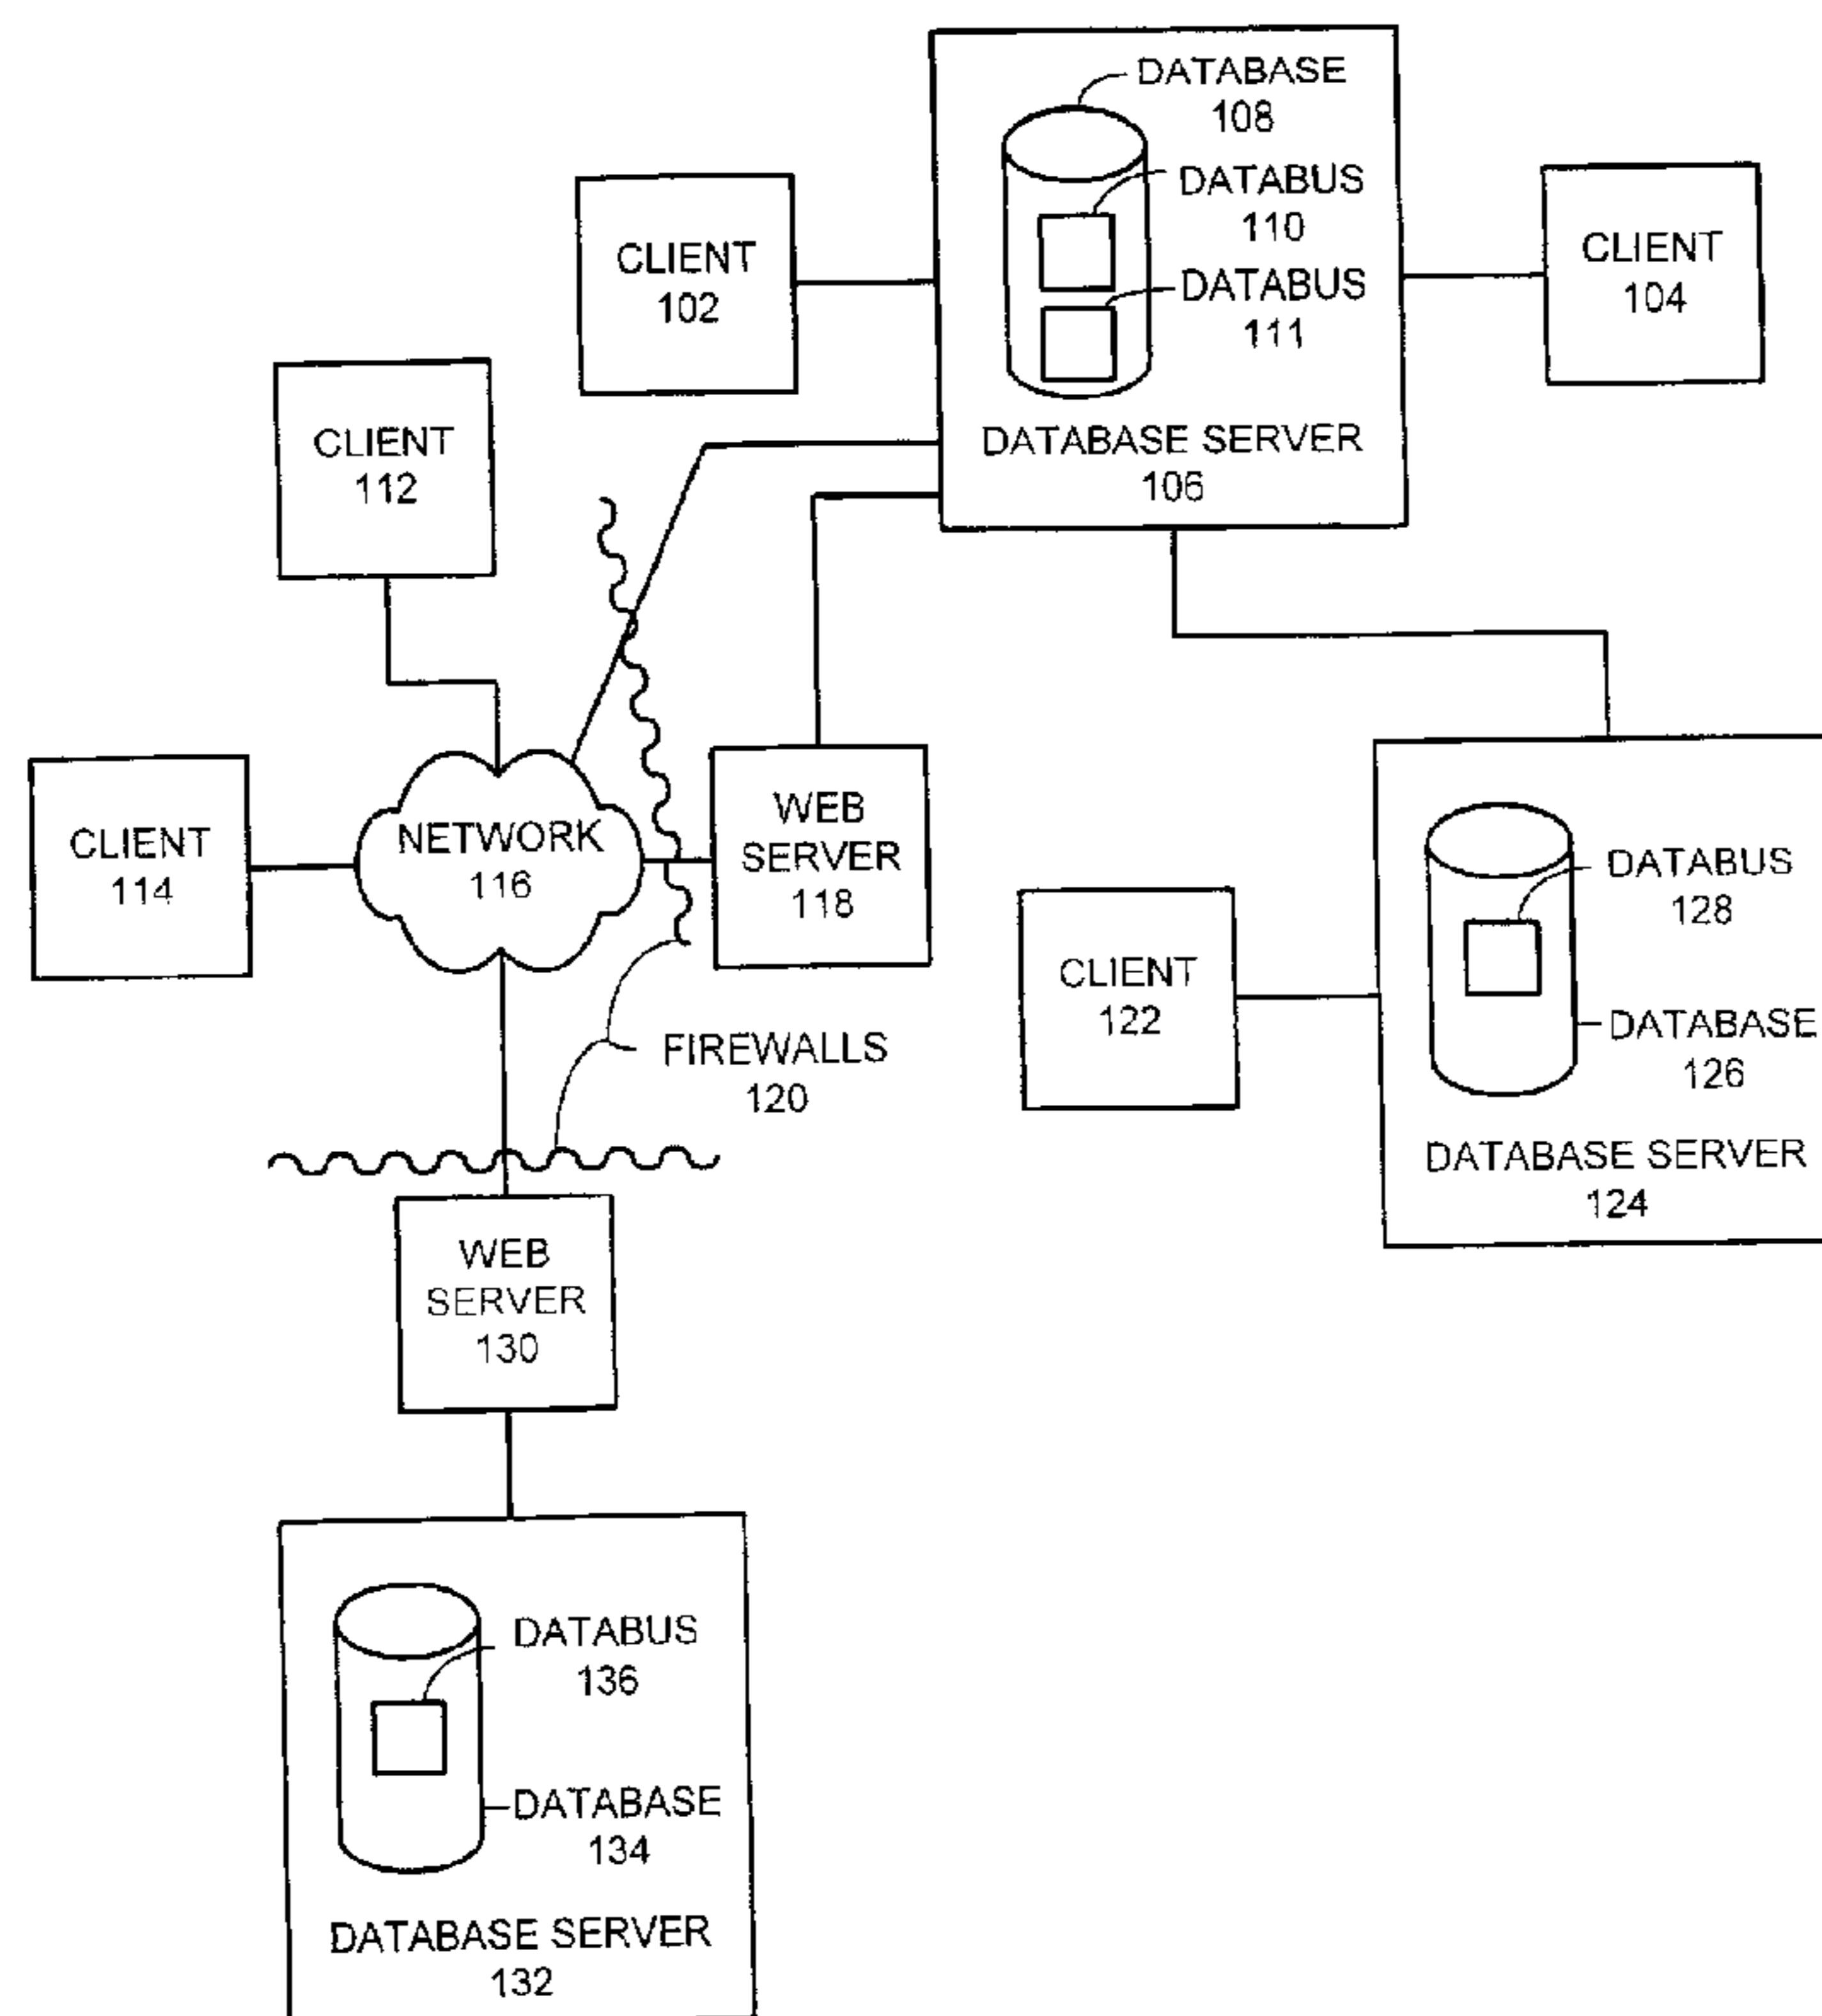 DATABASE
108
DATABUS
110
DATABUS
111
DATABASE SERVER
106
CLIENT
102
CLIENT
104
CLIENT
112
CLIENT
114
NETWORK
116
WEB
SERVER
118
FIREWALLS
120
CLIENT
122
DATABUS
128
DATABASE
126
DATABASE SERVER
124
WEB
SERVER
130
DATABUS
136
DATABASE
134
DATABASE SERVER
132